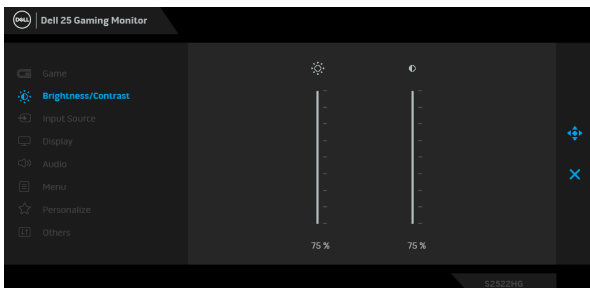 DELL
Dell 25 Gaming Monitor
Game
Brightness/Contrast
Input Source
Display
Audio
Menu
Personalize
Others
75 %
75 %
S2522HG